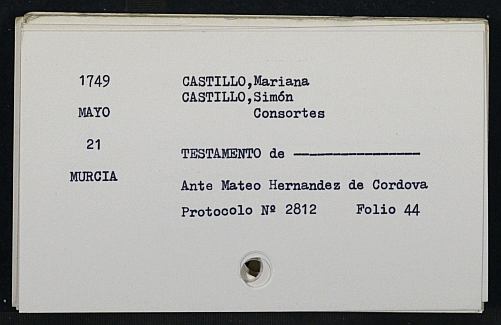 1749
MAYO
21
MURCIA
CASTILLO,Mariana
CASTILLO,Simón
Consortes
TESTAMENTO de ----------------
Ante Mateo Hernandez de Cordova
Protocolo Nº 2812 Folio 44